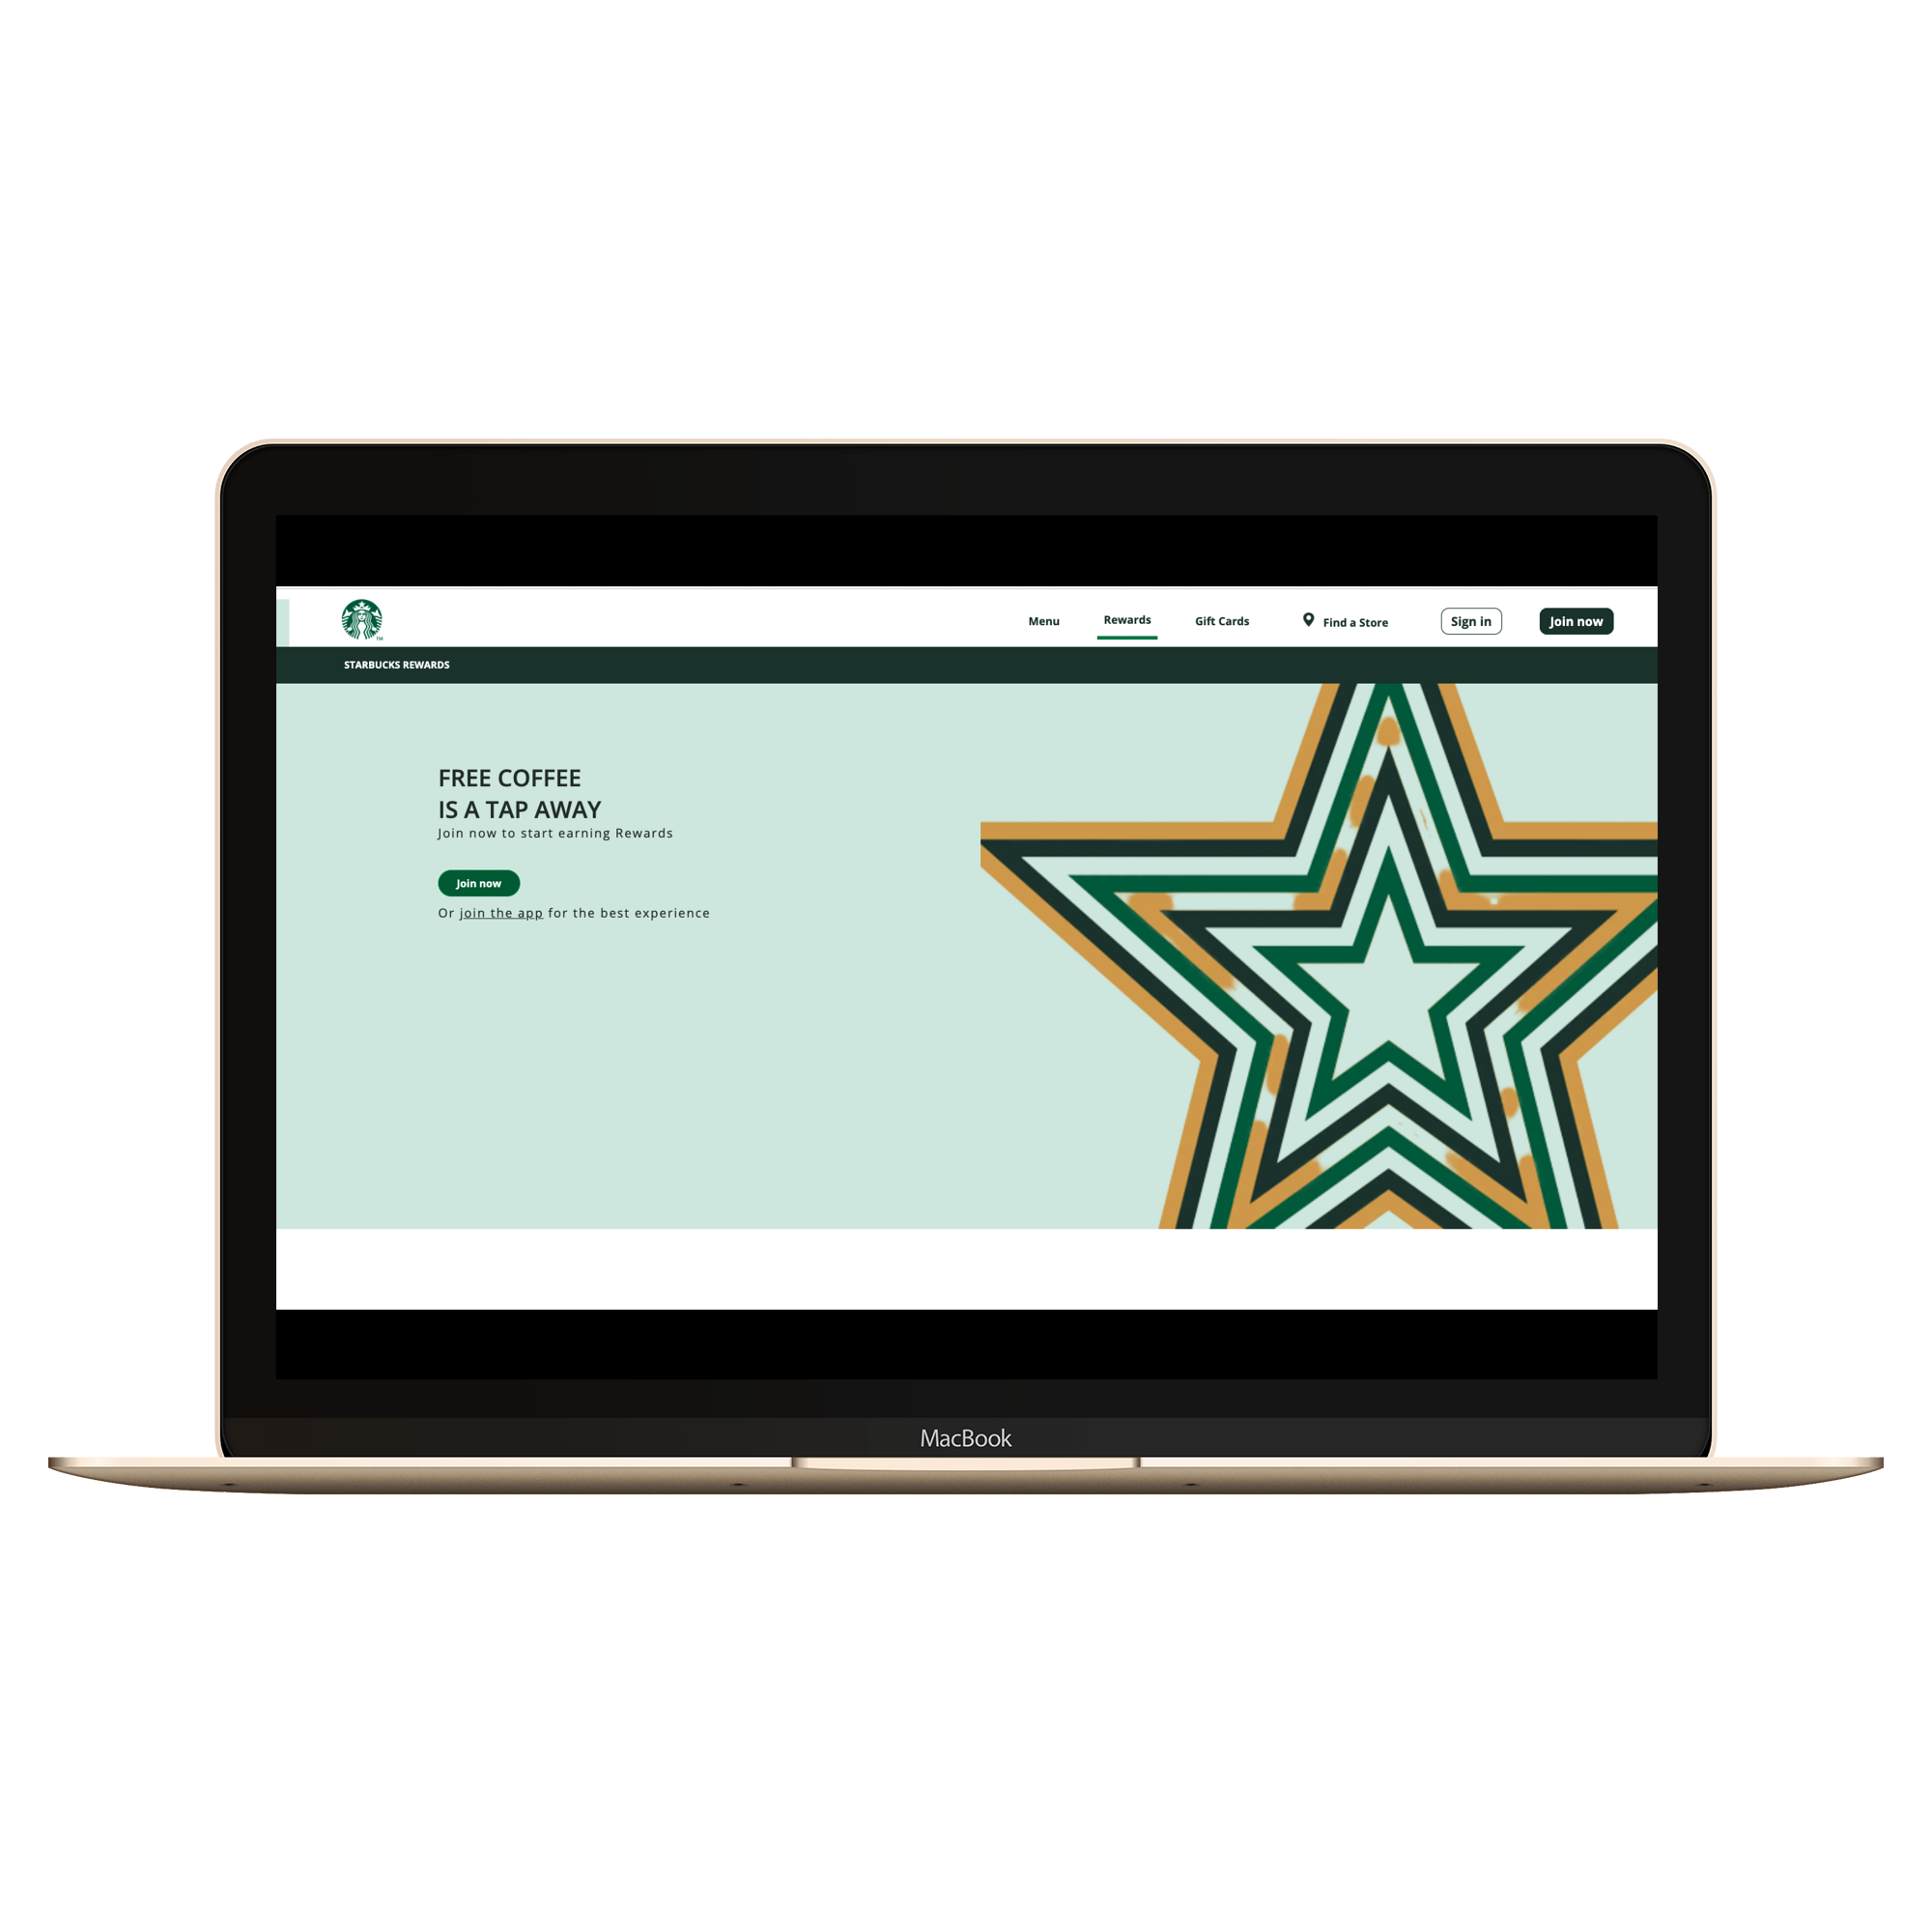 TM
Menu
Rewards
Gift Cards
Find a Store
Sign in
Join now
STARBUCKS REWARDS
FREE COFFEE
IS A TAP AWAY
Join now to start earning Rewards
Join now
Or join the app for the best experience
MacBook